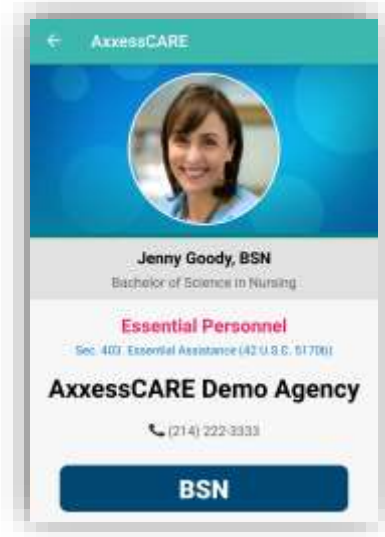 AxxessCARE
Jenny Goody, BSN
Bachelor of Science in Nursing
Essential Personnel
Sec. 403. Essential Assistance (42 U.S.C. 5170b)
AxxessCARE Demo Agency
(214) 222-3333
BSN